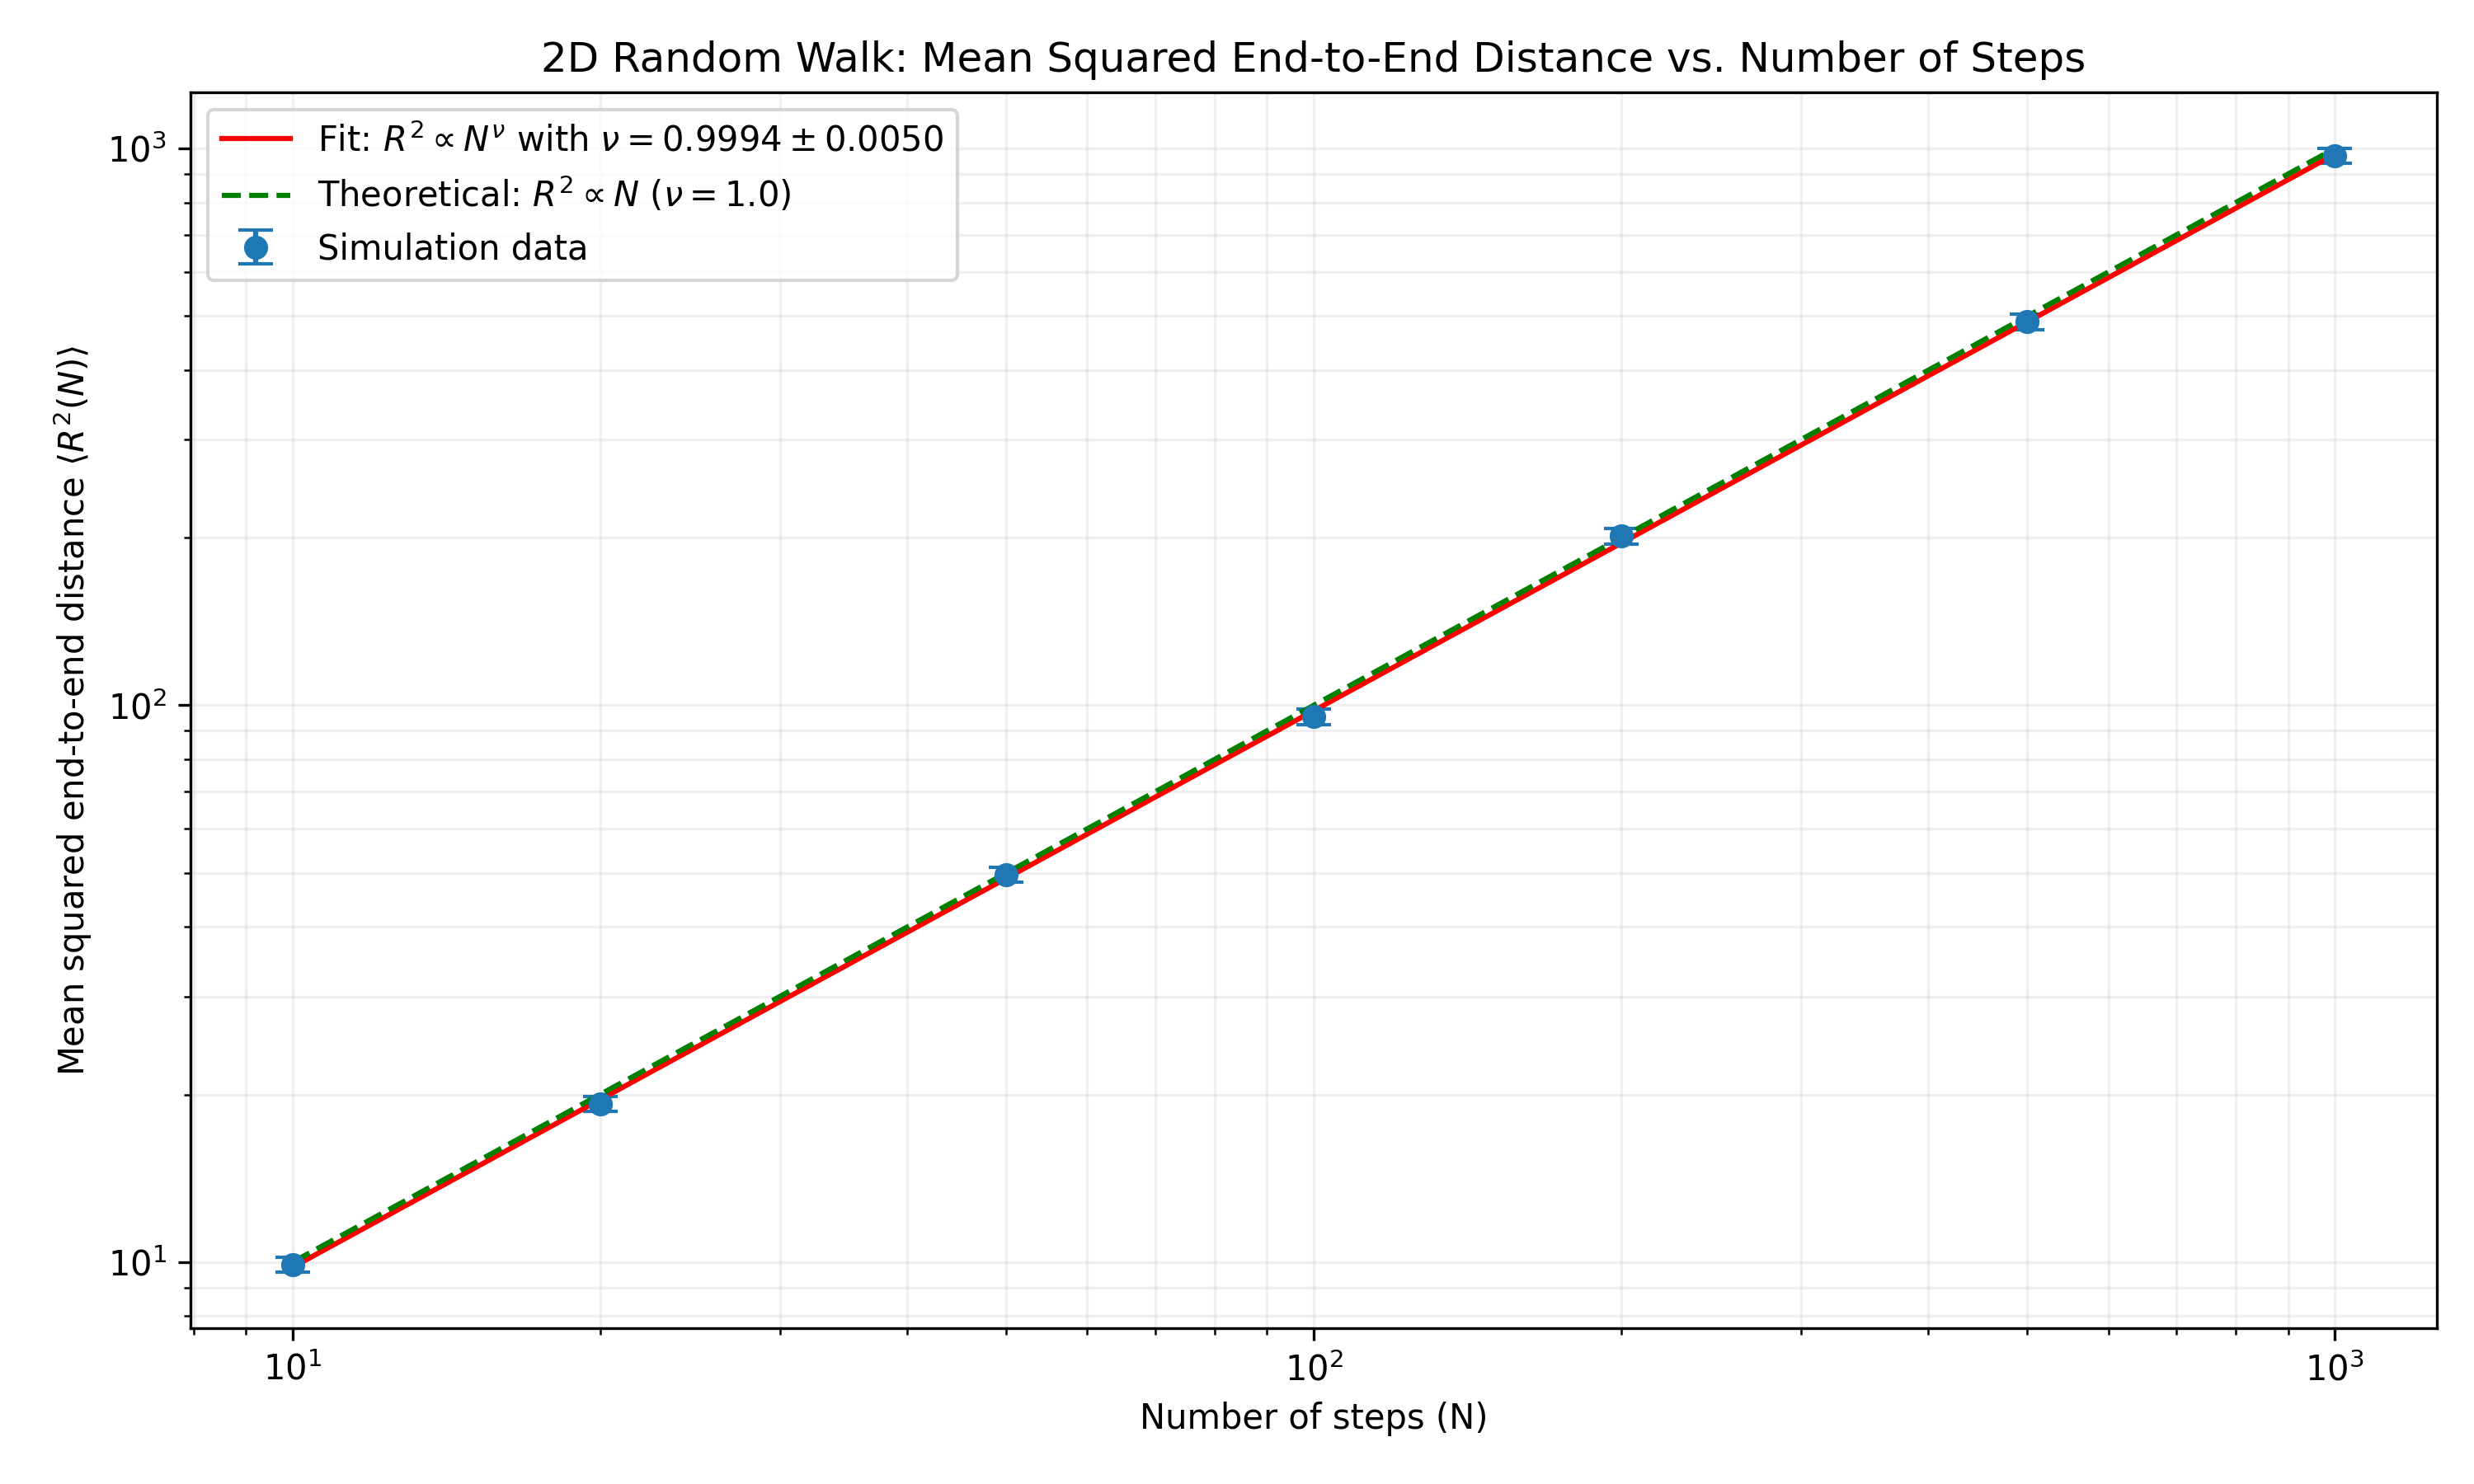 2D Random Walk: Mean Squared End-to-End Distance vs. Number of Steps
Fit: R² ∝ N^ν with ν = 0.9994 ± 0.0050
Theoretical: R² ∝ N (ν = 1.0)
Simulation data
Mean squared end-to-end distance ⟨R²(N)⟩
10³
10²
10¹
10¹
10²
10³
Number of steps (N)